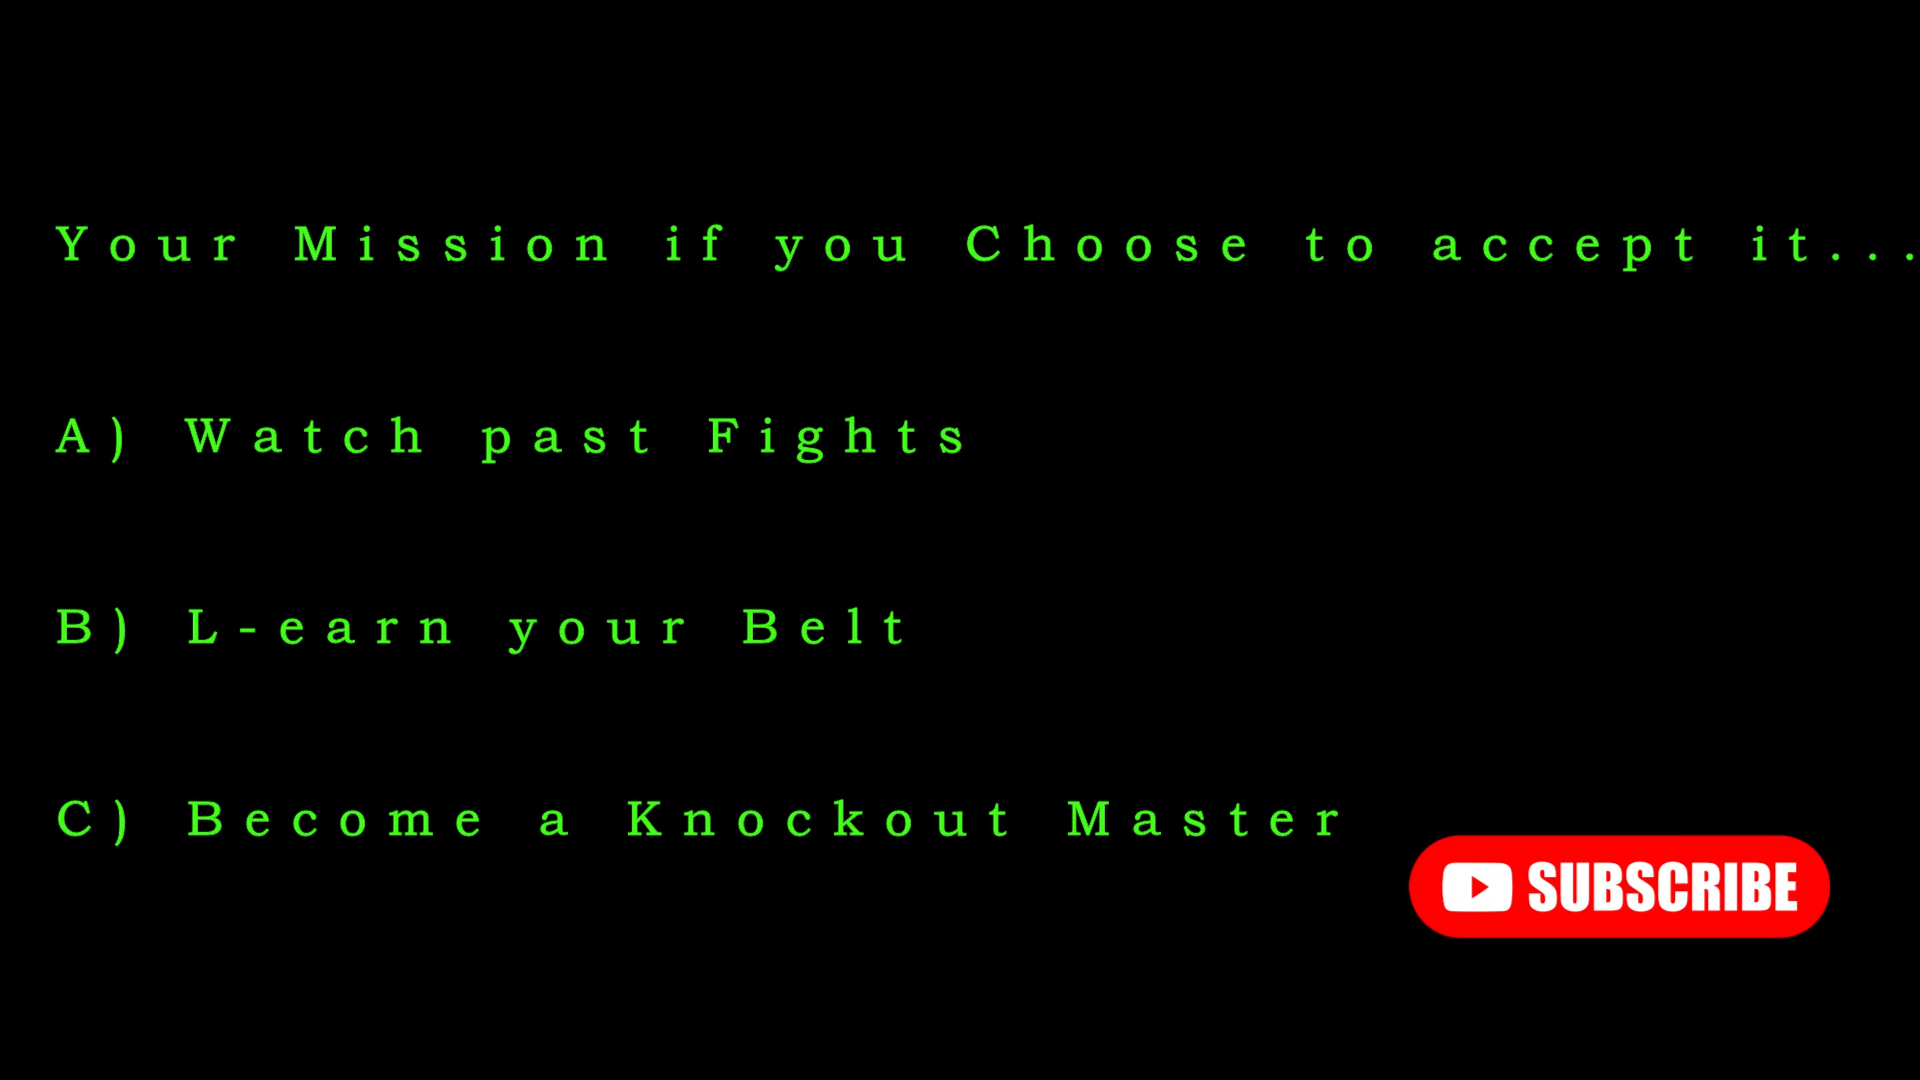 Your Mission if you Choose to accept it...
A) Watch past Fights
B) L-earn your Belt
C) Become a Knockout Master
SUBSCRIBE